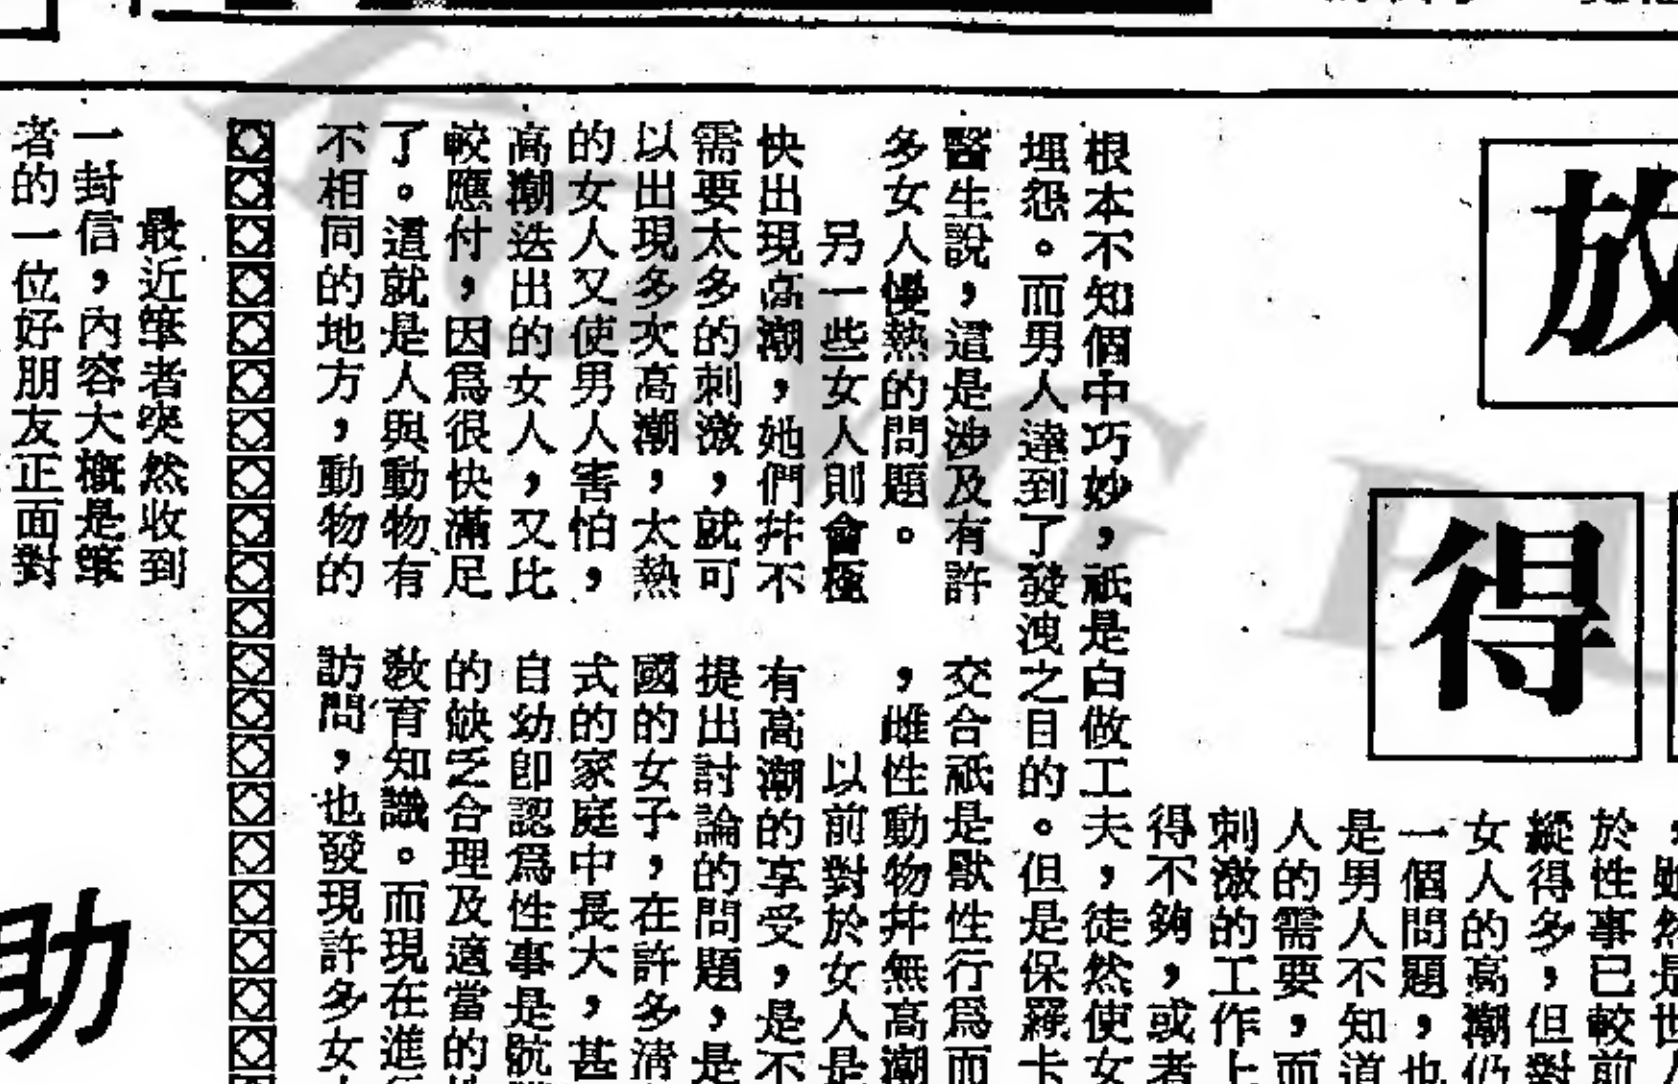 放
得
於性事已較前
縱得多，但對
女人的高潮仍
一個問題，也
是男人不知道
人的需要，而
刺激的工作上
得不夠，或者
根本不知個中巧妙，祇是白做工夫，徒然使女
埋怨。而男人達到了發洩之目的。但是保羅卡
醫生說，這是涉及有許
多女人慢熱的問題。
另一些女人則會極
快出現高潮，她們幷不
需要太多的刺激，就可
以出現多次高潮，太熱
的女人又使男人害怕，
高潮迭出的女人，又比
較應付，因爲很快滿足
了。這就是人與動物有
不相同的地方，動物的
交合祇是獸性行爲而
，雌性動物幷無高潮
以前對於女人是
有高潮的享受，是不
提出討論的問題，是
國的女子，在許多清
式的家庭中長大，甚
自幼卽認爲性事是骯
的缺乏合理及適當的
敎育知識。而現在進
訪問，也發現許多女
最近筆者突然收到
一封信，內容大槪是筆
者的一位好朋友正面對
助